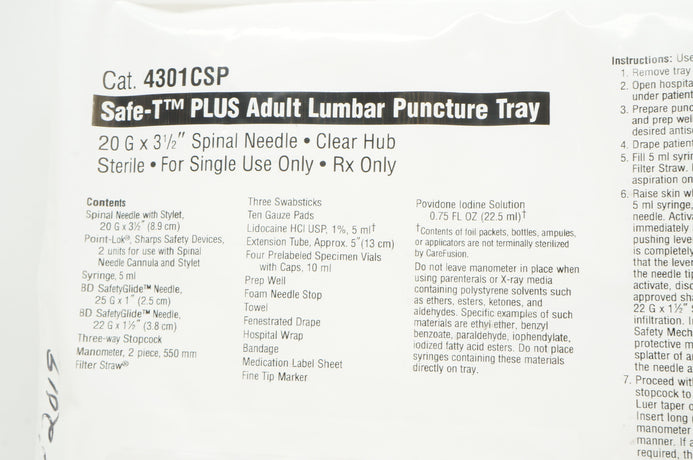 Cat. 4301CSP
Safe-T™ PLUS Adult Lumbar Puncture Tray
20 G x 3½" Spinal Needle • Clear Hub
Sterile • For Single Use Only • Rx Only
Contents
Spinal Needle with Stylet,
20 G x 3½" (8.9 cm)
Point-Lok®, Sharps Safety Devices,
2 units for use with Spinal
Needle Cannula and Stylet
Syringe, 5 ml
BD SafetyGlide™ Needle,
25 G x 1" (2.5 cm)
BD SafetyGlide™ Needle,
22 G x 1½" (3.8 cm)
Three-way Stopcock
Manometer, 2 piece, 550 mm
Filter Straw®
Three Swabsticks
Ten Gauze Pads
Lidocaine HCl USP, 1%, 5 ml†
Extension Tube, Approx. 5" (13 cm)
Four Prelabeled Specimen Vials
with Caps, 10 ml
Prep Well
Foam Needle Stop
Towel
Fenestrated Drape
Hospital Wrap
Bandage
Medication Label Sheet
Fine Tip Marker
Povidone Iodine Solution
0.75 FL OZ (22.5 ml)†
†Contents of foil packets, bottles, ampules,
or applicators are not terminally sterilized
by CareFusion.
Do not leave manometer in place when
using parenterals or X-ray media
containing polystyrene solvents such
as ethers, esters, ketones, and
aldehydes. Specific examples of such
materials are ethyl ether, benzyl
benzoate, paraldehyde, iophendylate,
iodized fatty acid esters. Do not place
syringes containing these materials
directly on tray.
Instructions: Use
1. Remove tray
2. Open hospita
under patient
3. Prepare punc
and prep wel
desired antise
4. Drape patient
5. Fill 5 ml syrin
Filter Straw.
aspiration on
6. Raise skin w
5 ml syringe,
needle. Activ
immediately
pushing leve
is completely
that the lever
the needle tip
activate, disc
approved sha
22 G x 1½"
infiltration. I
Safety Mech
protective m
splatter of a
the needle a
7. Proceed with
stopcock to
Luer taper o
Insert long
manometer
manner. If a
required, th